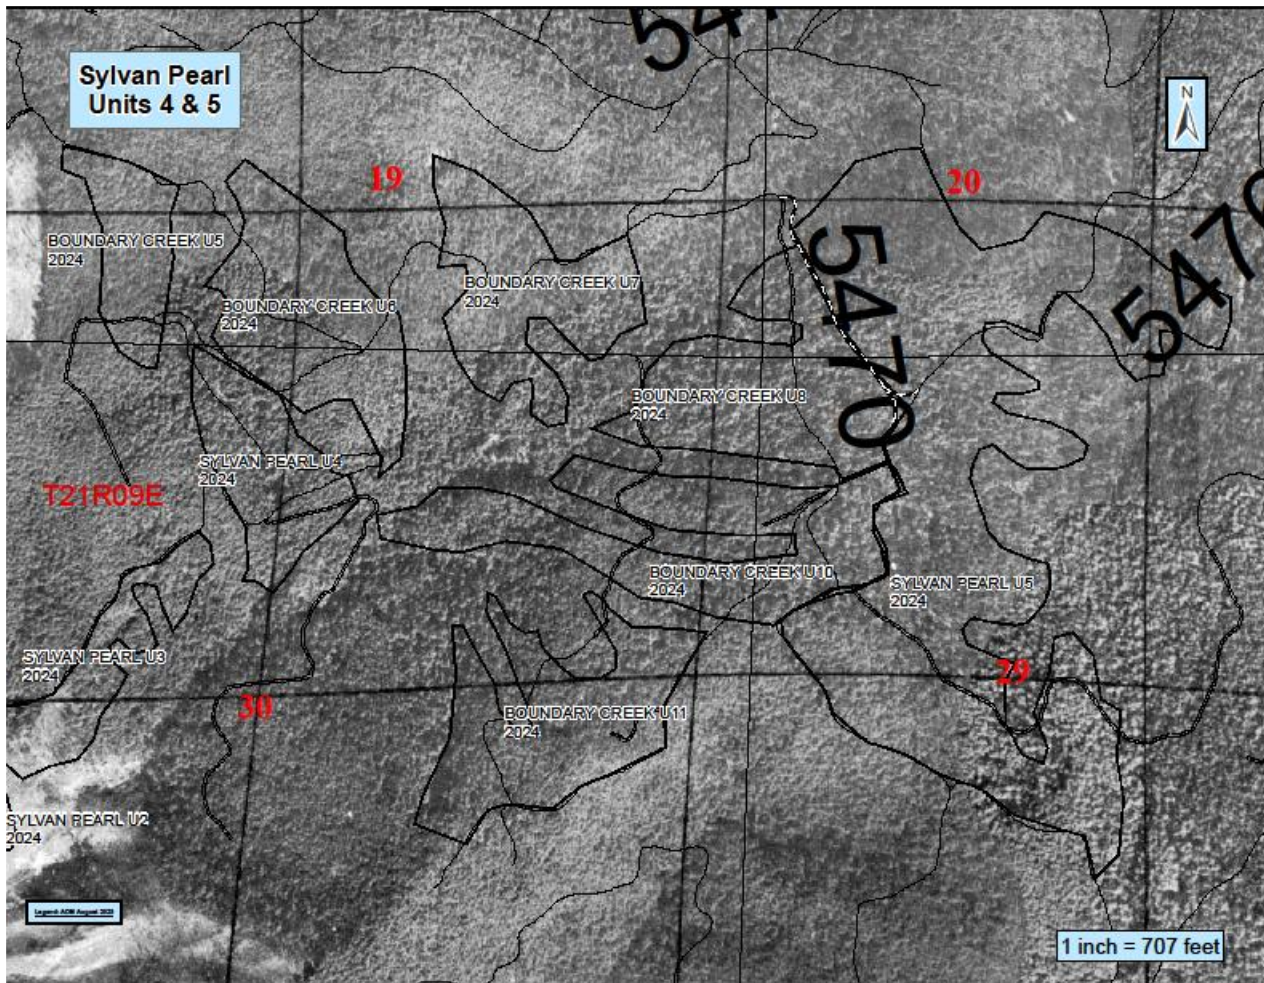 Sylvan Pearl
Units 4 & 5
N
19
20
BOUNDARY CREEK U5
2024
BOUNDARY CREEK U6
2024
BOUNDARY CREEK U7
2024
5470
BOUNDARY CREEK U8
2024
SYLVAN PEARL U4
2024
T21R09E
BOUNDARY CREEK U10
2024
SYLVAN PEARL U5
2024
SYLVAN PEARL U3
2024
29
30
BOUNDARY CREEK U11
2024
SYLVAN PEARL U2
2024
1 inch = 707 feet